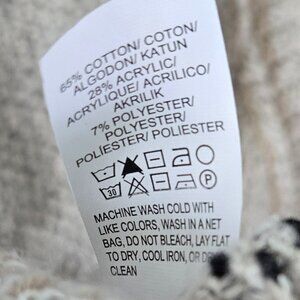 65% COTTON/ COTON/
ALGODON/ KATUN
28% ACRYLIC/
ACRYLIQUE/ ACRILICO/
AKRILIK
7% POLYESTER/
POLYESTER/
POLÍESTER/ POLIESTER
30
P
MACHINE WASH COLD WITH
LIKE COLORS, WASH IN A NET
BAG, DO NOT BLEACH, LAY FLAT
TO DRY, COOL IRON, OR DRY
CLEAN